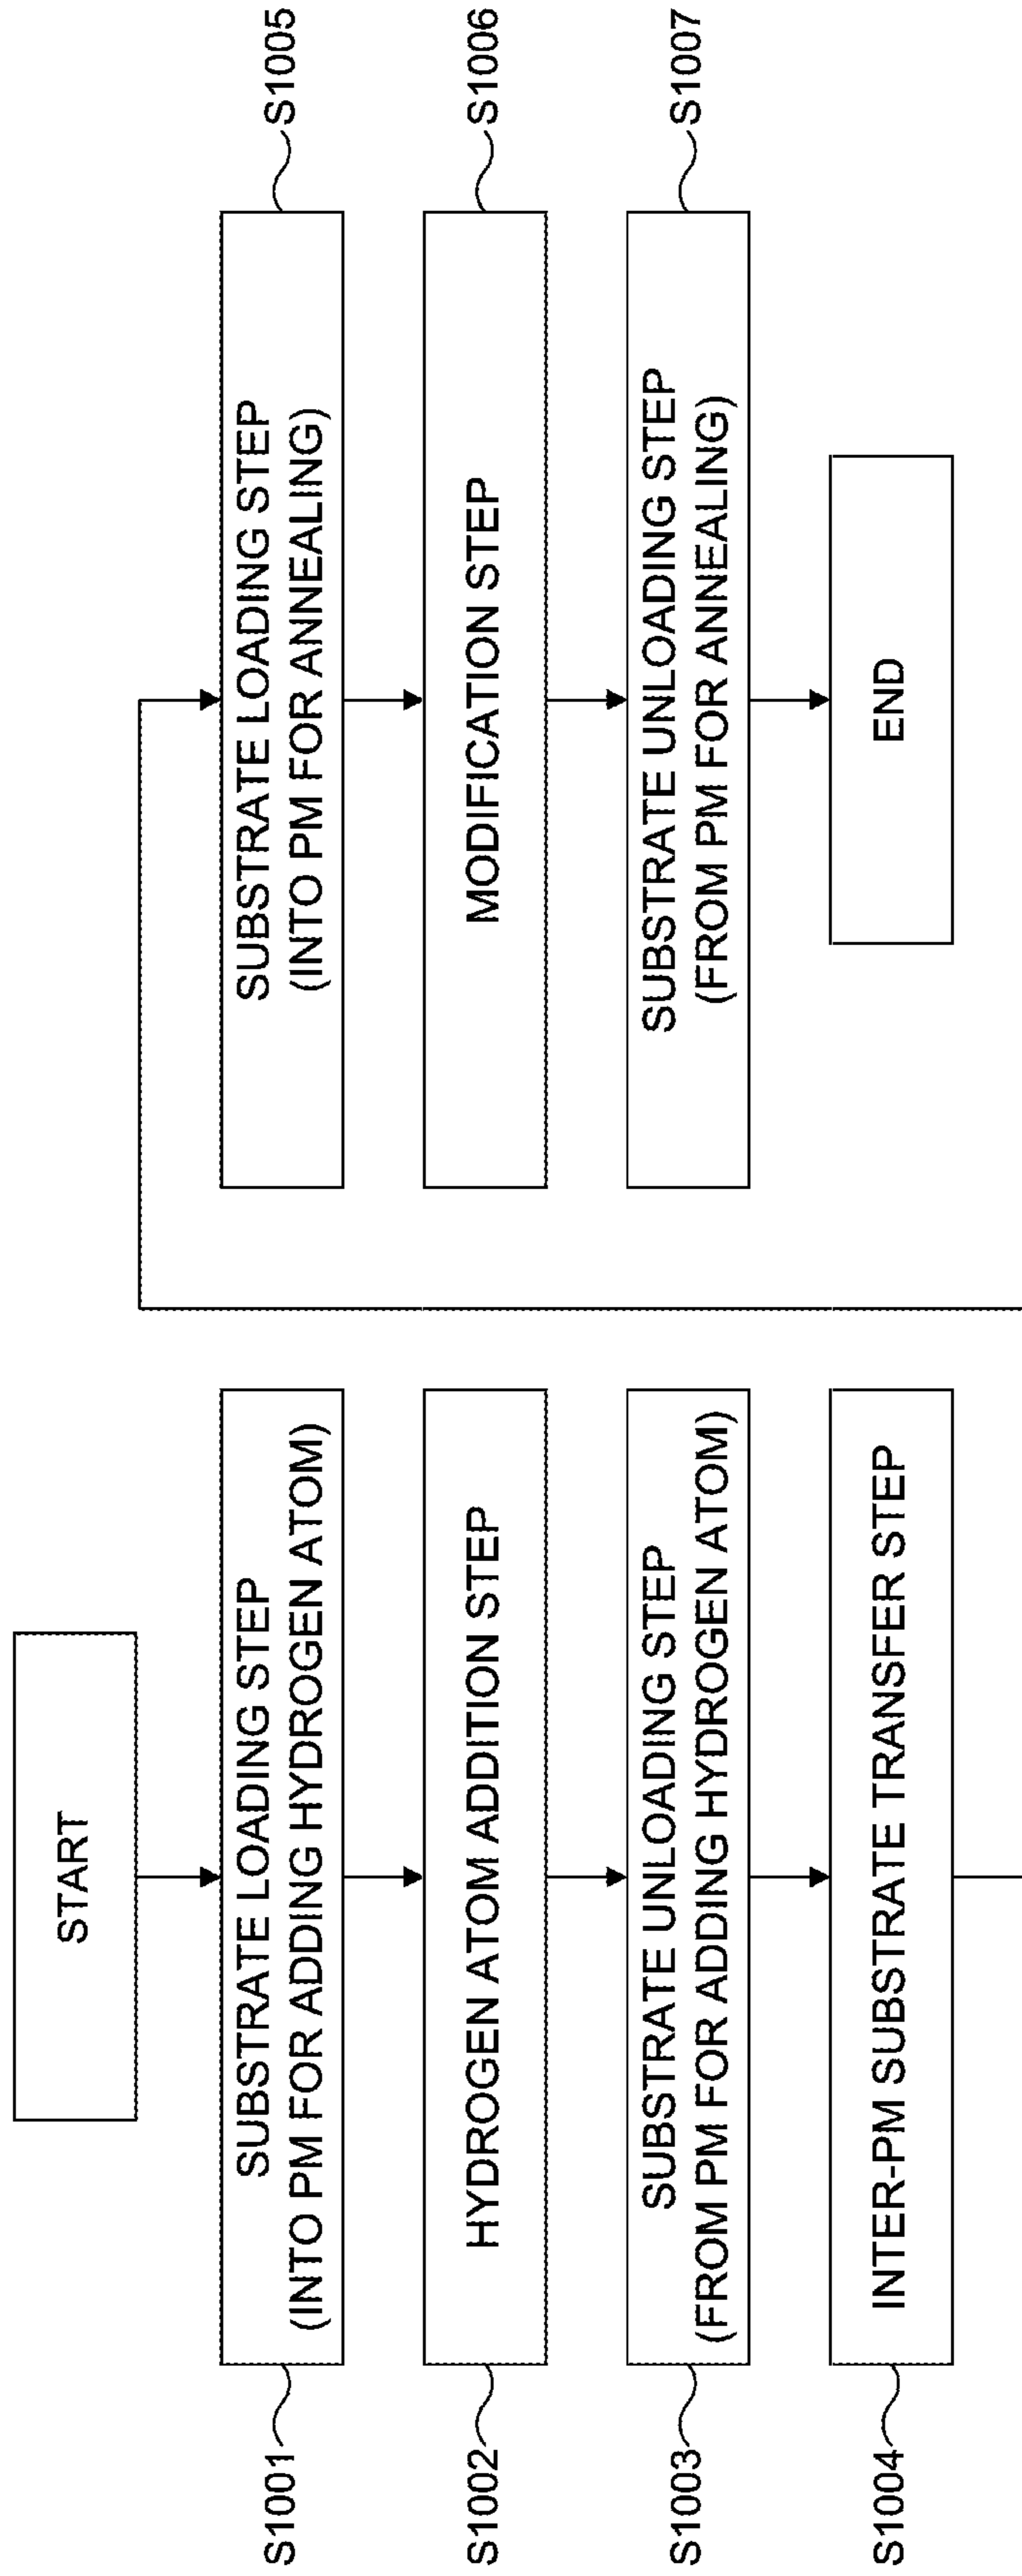 START
S1001
SUBSTRATE LOADING STEP
(INTO PM FOR ADDING HYDROGEN ATOM)
S1002
HYDROGEN ATOM ADDITION STEP
S1003
SUBSTRATE UNLOADING STEP
(FROM PM FOR ADDING HYDROGEN ATOM)
S1004
INTER-PM SUBSTRATE TRANSFER STEP
SUBSTRATE LOADING STEP
(INTO PM FOR ANNEALING)
S1005
MODIFICATION STEP
S1006
SUBSTRATE UNLOADING STEP
(FROM PM FOR ANNEALING)
S1007
END